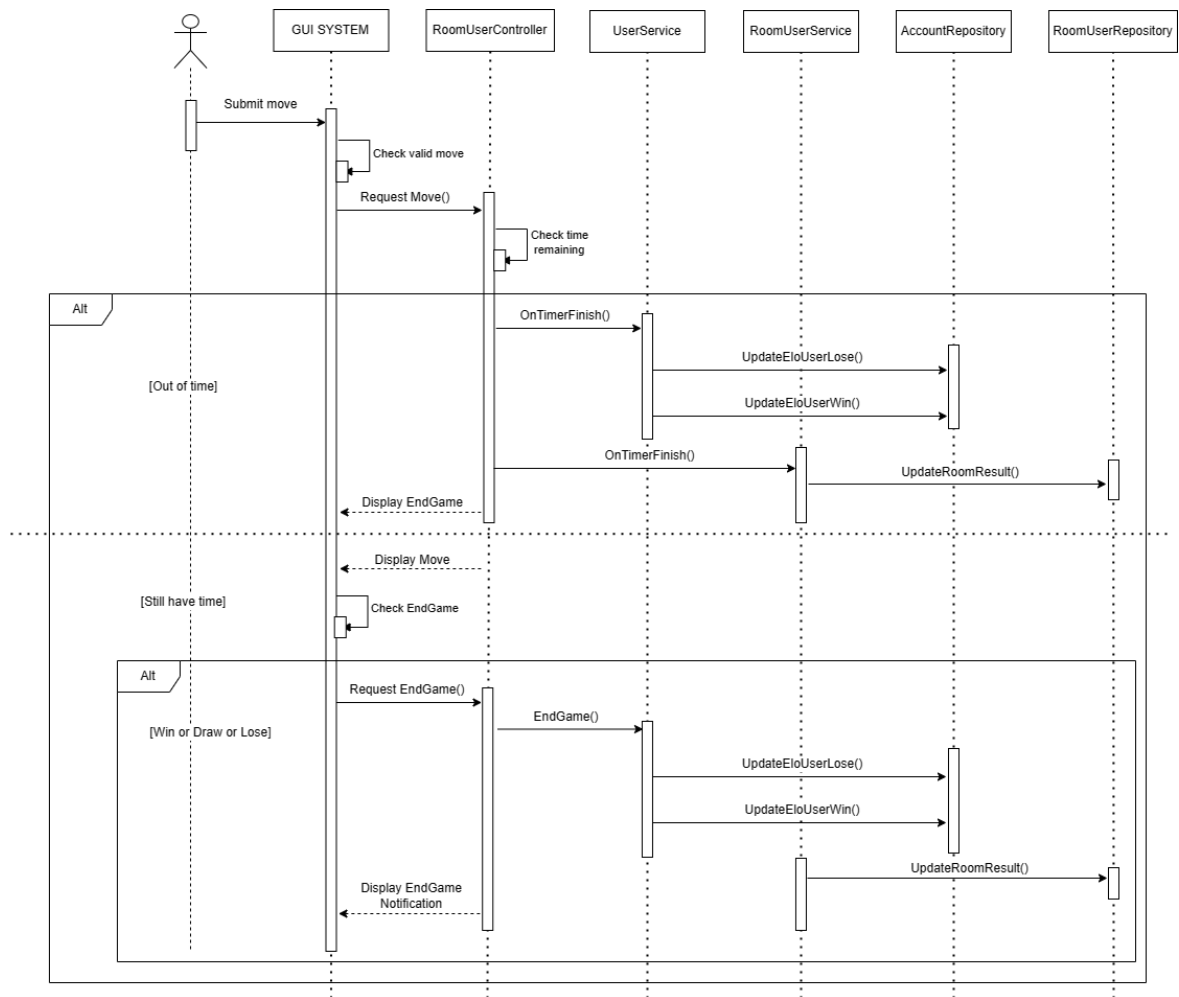 GUI SYSTEM
RoomUserController
UserService
RoomUserService
AccountRepository
RoomUserRepository
Submit move
Check valid move
Request Move()
Check time
remaining
Alt
OnTimerFinish()
UpdateEloUserLose()
[Out of time]
UpdateEloUserWin()
OnTimerFinish()
UpdateRoomResult()
Display EndGame
Display Move
[Still have time]
Check EndGame
Alt
Request EndGame()
EndGame()
[Win or Draw or Lose]
UpdateEloUserLose()
UpdateEloUserWin()
UpdateRoomResult()
Display EndGame
Notification